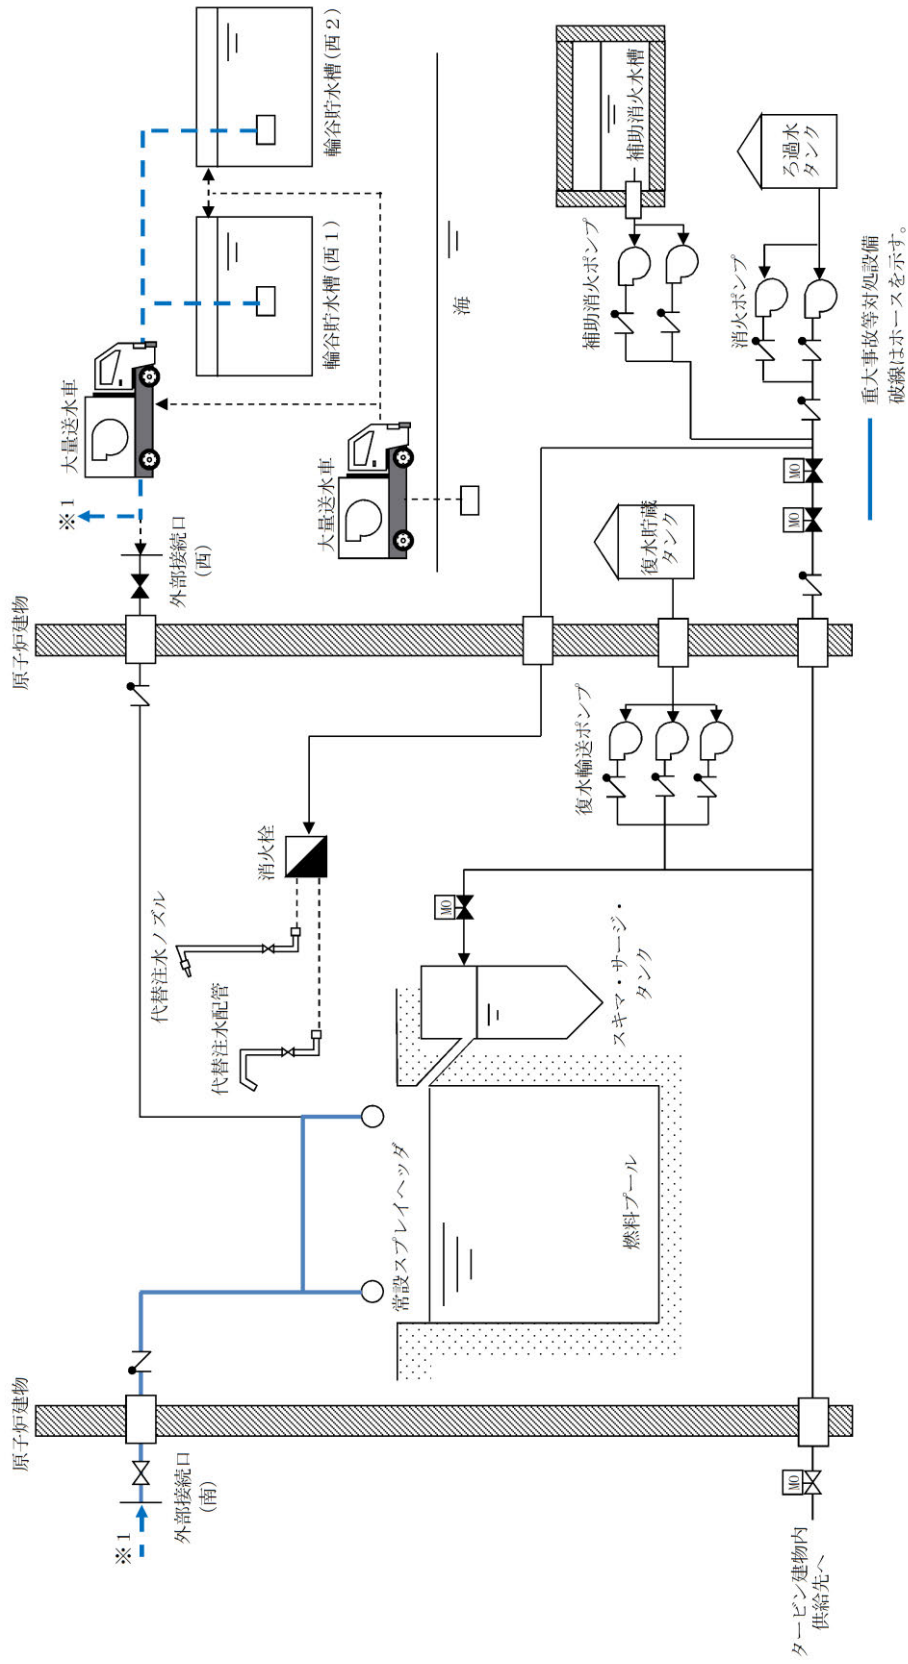 原子炉建物
原子炉建物
※1
外部接続口
(南)
※1
外部接続口
(西)
大量送水車
輪谷貯水槽(西1)
輪谷貯水槽(西2)
大量送水車
海
代替注水ノズル
代替注水配管
消火栓
常設スプレイヘッダ
燃料プール
スキマ・サージ・
タンク
MO
復水輸送ポンプ
復水貯蔵
タンク
補助消火ポンプ
補助消火水槽
消火ポンプ
ろ過水
タンク
MO
MO
MO
タービン建物内
供給先へ
重大事故等対処設備
破線はホースを示す。